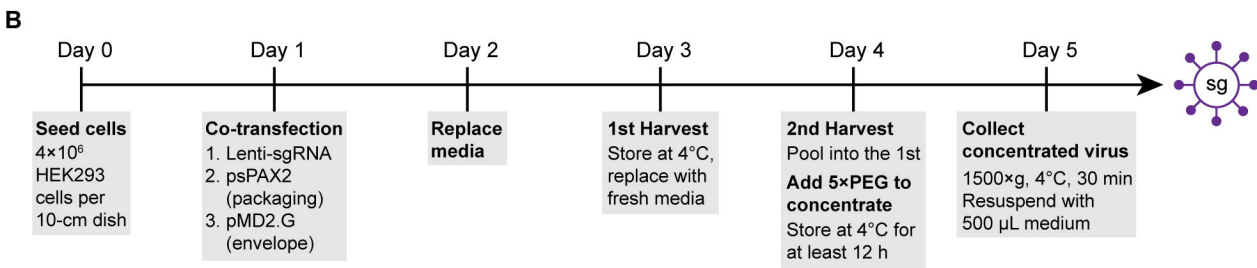 B
Day 0
Day 1
Day 2
Day 3
Day 4
Day 5
Seed cells
4×10⁶
HEK293
cells per
10-cm dish
Co-transfection
1. Lenti-sgRNA
2. psPAX2
(packaging)
3. pMD2.G
(envelope)
Replace
media
1st Harvest
Store at 4°C,
replace with
fresh media
2nd Harvest
Pool into the 1st
Add 5×PEG to
concentrate
Store at 4°C for
at least 12 h
Collect
concentrated virus
1500×g, 4°C, 30 min
Resuspend with
500 µL medium
sg